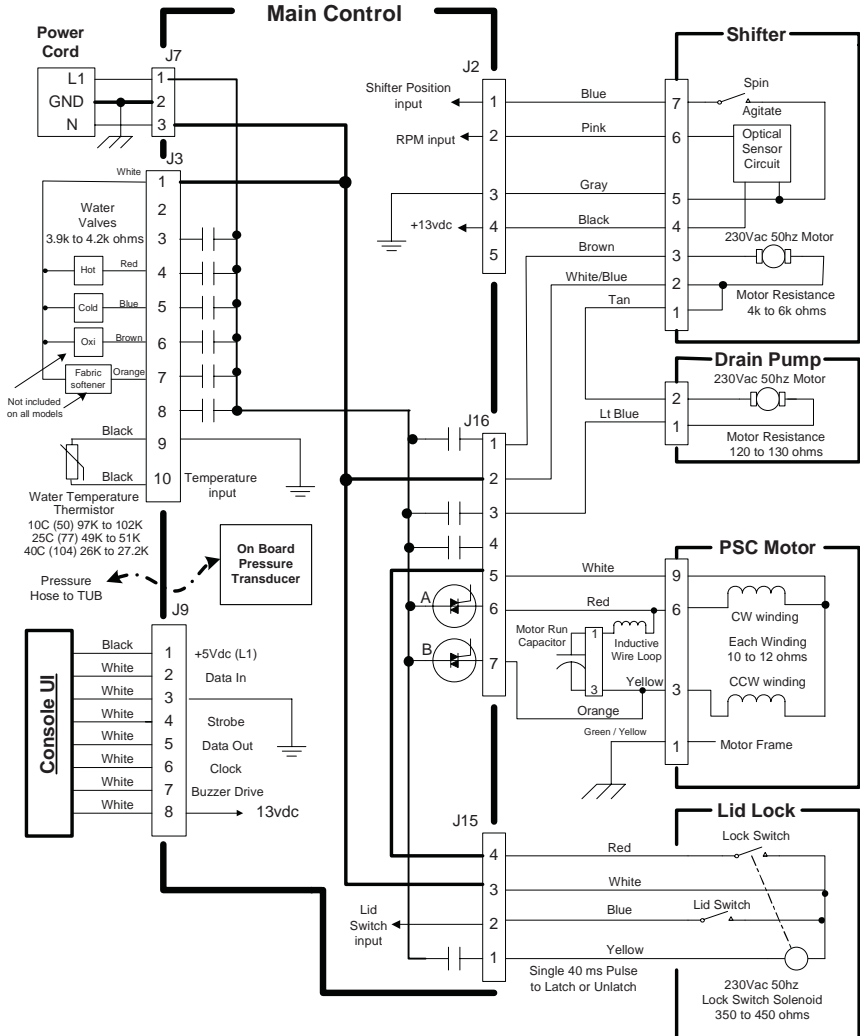 Main Control
Power
Cord
L1
GND
N
J7
1
2
3
J3
White
1
2
3
4
5
6
7
8
9
10
Water
Valves
3.9k to 4.2k ohms
Hot
Red
Cold
Blue
Oxi
Brown
Fabric
softener
Orange
Not included
on all models
Black
Black
Temperature
input
Water Temperature
Thermistor
10C (50) 97K to 102K
25C (77) 49K to 51K
40C (104) 26K to 27.2K
Pressure
Hose to TUB
On Board
Pressure
Transducer
J9
Console UI
Black
White
White
White
White
White
White
White
1
2
3
4
5
6
7
8
+5Vdc (L1)
Data In
Strobe
Data Out
Clock
Buzzer Drive
13vdc
J2
Shifter Position
input
RPM input
+13vdc
1
2
3
4
5
Blue
Pink
Gray
Black
Brown
White/Blue
Tan
Shifter
7
6
5
4
3
2
1
Spin
Agitate
Optical
Sensor
Circuit
230Vac 50hz Motor
Motor Resistance
4k to 6k ohms
Drain Pump
230Vac 50hz Motor
2
1
Lt Blue
Motor Resistance
120 to 130 ohms
J16
1
2
3
4
5
6
7
A
B
White
Red
Motor Run
Capacitor
1
3
Inductive
Wire Loop
Yellow
Orange
Green / Yellow
PSC Motor
9
6
3
1
CW winding
Each Winding
10 to 12 ohms
CCW winding
Motor Frame
J15
4
3
2
1
Lid
Switch
input
Red
White
Blue
Yellow
Single 40 ms Pulse
to Latch or Unlatch
Lid Lock
Lock Switch
Lid Switch
230Vac 50hz
Lock Switch Solenoid
350 to 450 ohms